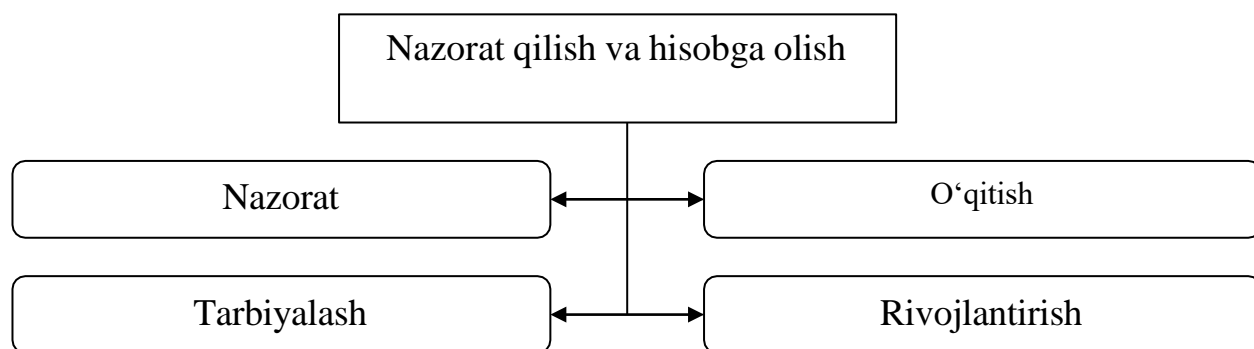 Nazorat qilish va hisobga olish
Nazorat
O‘qitish
Tarbiyalash
Rivojlantirish